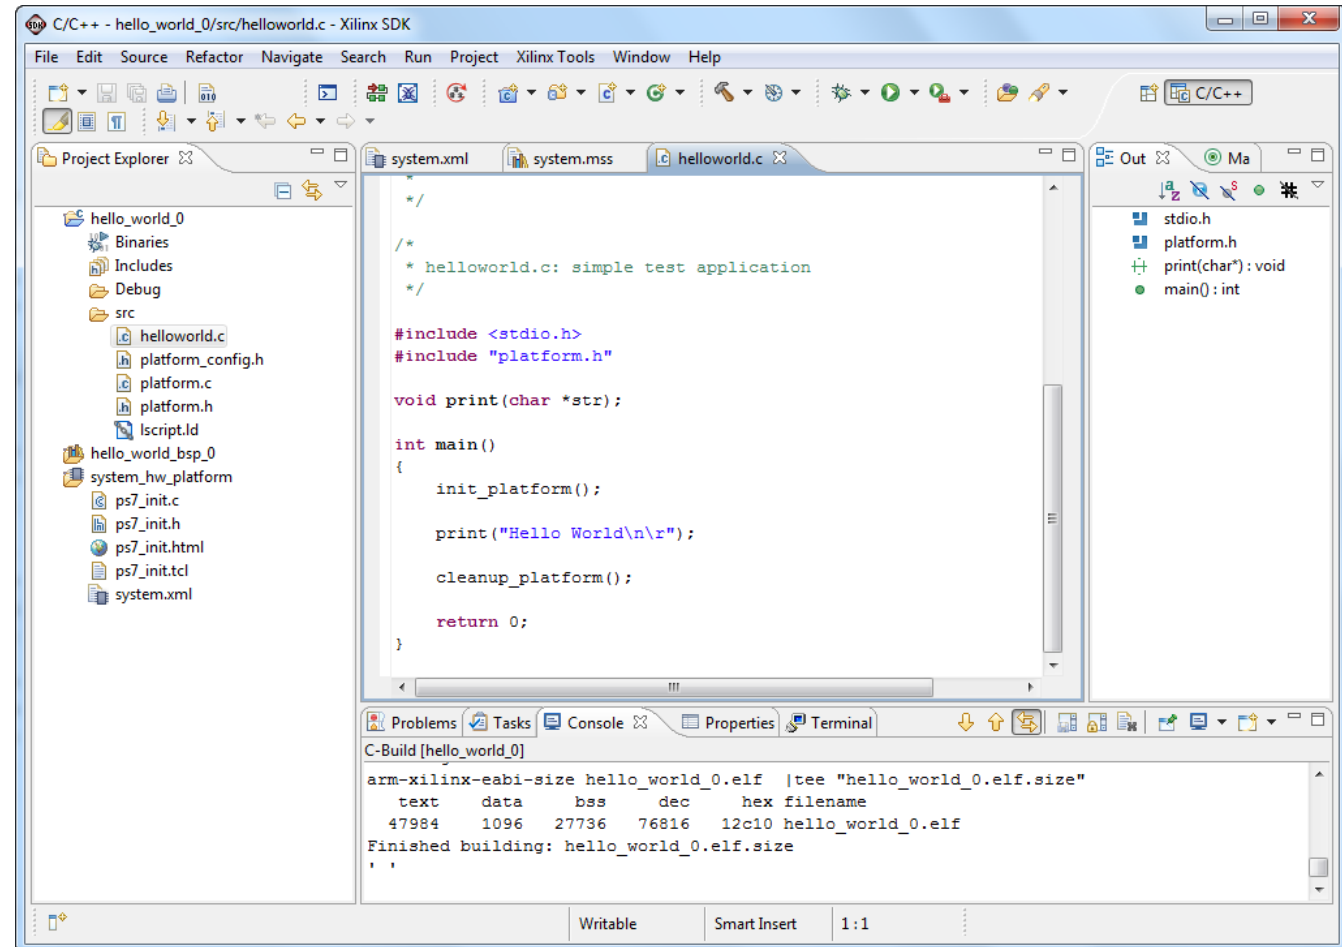 C/C++ - hello_world_0/src/helloworld.c - Xilinx SDK
File Edit Source Refactor Navigate Search Run Project Xilinx Tools Window Help
C/C++
Project Explorer
hello_world_0
Binaries
Includes
Debug
src
helloworld.c
platform_config.h
platform.c
platform.h
lscript.ld
hello_world_bsp_0
system_hw_platform
ps7_init.c
ps7_init.h
ps7_init.html
ps7_init.tcl
system.xml
system.xml system.mss helloworld.c
*
*/
/*
* helloworld.c: simple test application
*/
#include <stdio.h>
#include "platform.h"
void print(char *str);
int main()
{
init_platform();
print("Hello World\n\r");
cleanup_platform();
return 0;
}
Out Ma
stdio.h
platform.h
print(char*) : void
main() : int
Problems Tasks Console Properties Terminal
C-Build [hello_world_0]
arm-xilinx-eabi-size hello_world_0.elf |tee "hello_world_0.elf.size"
text data bss dec hex filename
47984 1096 27736 76816 12c10 hello_world_0.elf
Finished building: hello_world_0.elf.size
' '
Writable Smart Insert 1 : 1